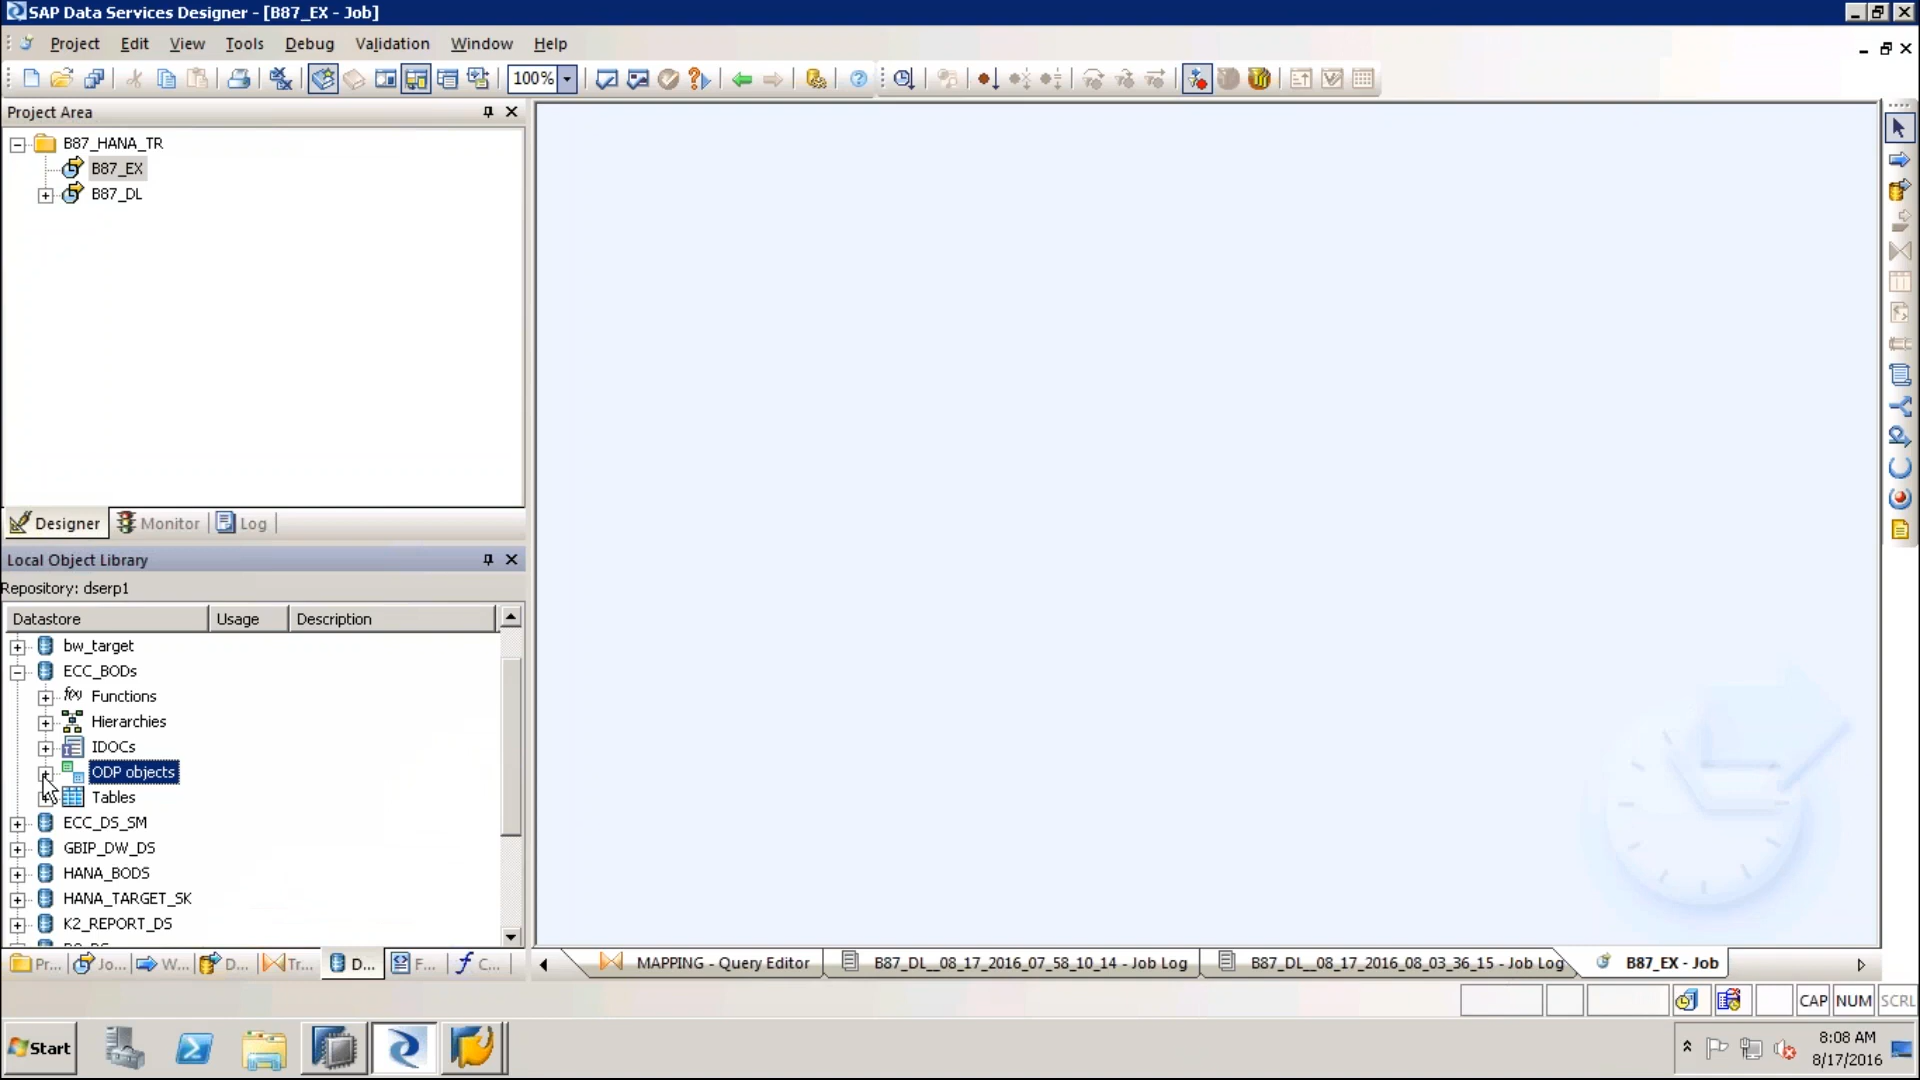 SAP Data Services Designer - [B87_EX - Job]
Project Edit View Tools Debug Validation Window Help
100%
Project Area
B87_HANA_TR
B87_EX
B87_DL
Designer Monitor Log
Local Object Library
Repository: dserp1
Datastore Usage Description
bw_target
ECC_BODs
Functions
Hierarchies
IDOCs
ODP objects
Tables
ECC_DS_SM
GBIP_DW_DS
HANA_BODS
HANA_TARGET_SK
K2_REPORT_DS
Pr... Jo... W... D... Tr... D... F... C...
MAPPING - Query Editor B87_DL__08_17_2016_07_58_10_14 - Job Log B87_DL__08_17_2016_08_03_36_15 - Job Log B87_EX - Job
CAP NUM SCRL
Start
8:08 AM
8/17/2016